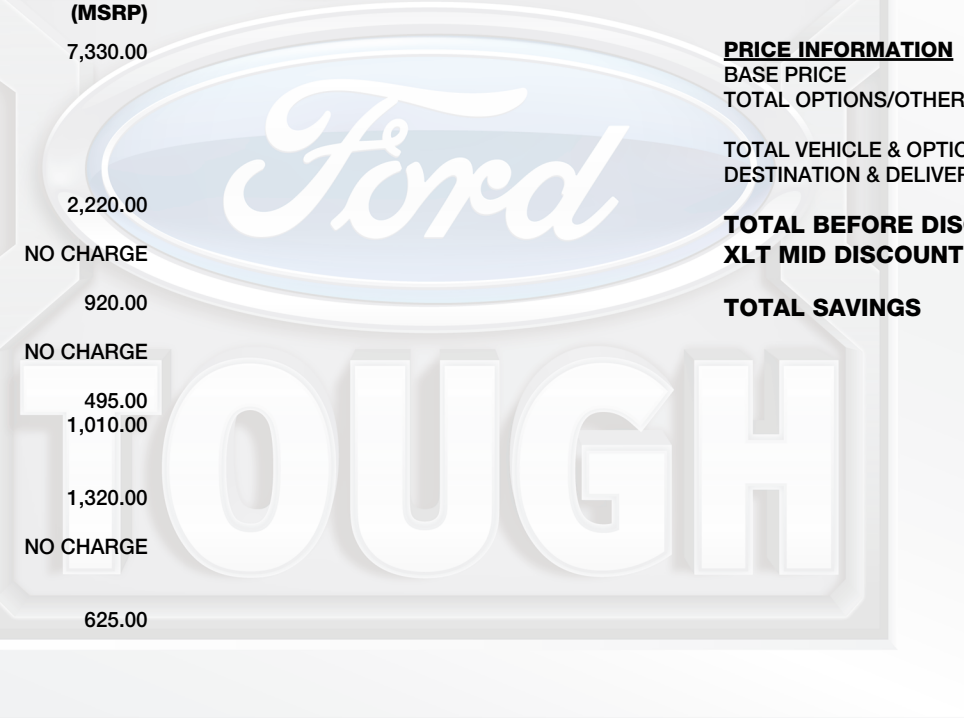 (MSRP)
7,330.00
2,220.00
NO CHARGE
920.00
NO CHARGE
495.00
1,010.00
1,320.00
NO CHARGE
625.00
Ford
TOUGH
PRICE INFORMATION
BASE PRICE
TOTAL OPTIONS/OTHER
TOTAL VEHICLE & OPTIO
DESTINATION & DELIVER
TOTAL BEFORE DIS
XLT MID DISCOUNT
TOTAL SAVINGS